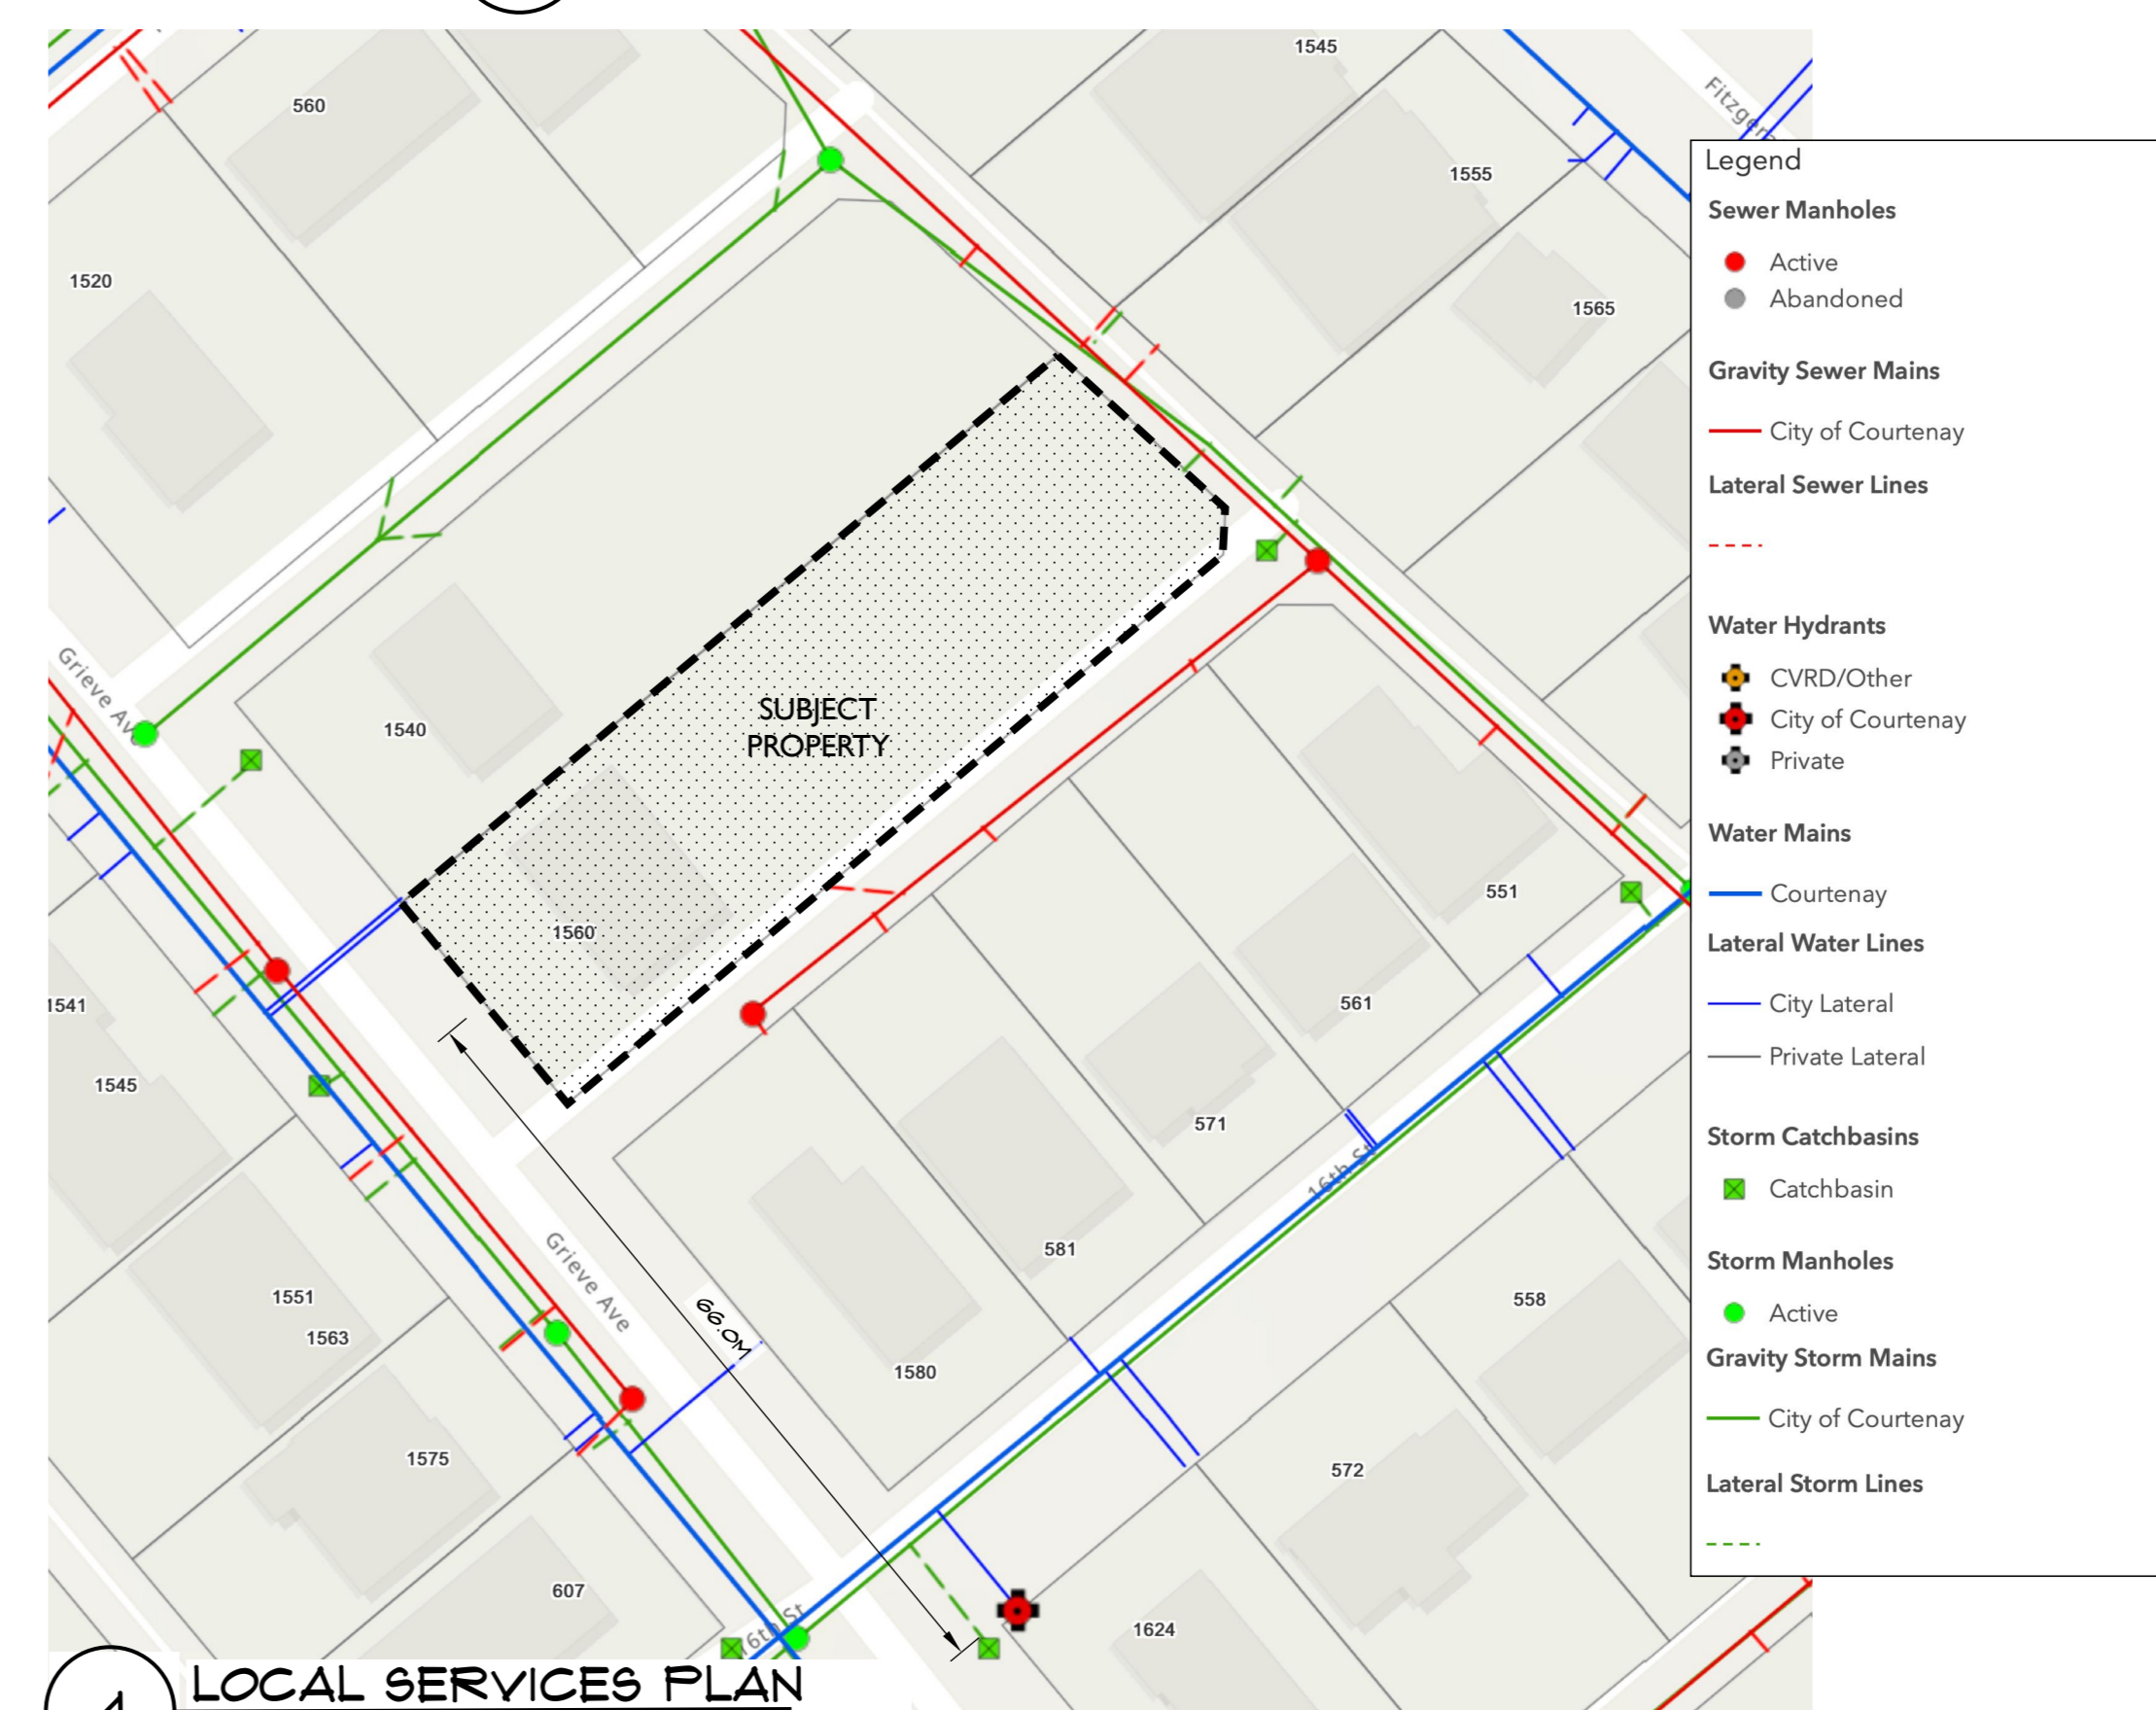 1545
Fitzger
560
1555
1520
1565
Grieve Av
1540
SUBJECT
PROPERTY
1560
551
1541
561
1545
571
16th St
Grieve Ave
581
1551
558
1563
66.0M
1580
1575
572
607
16th St
1624
Legend
Sewer Manholes
Active
Abandoned
Gravity Sewer Mains
City of Courtenay
Lateral Sewer Lines
Water Hydrants
CVRD/Other
City of Courtenay
Private
Water Mains
Courtenay
Lateral Water Lines
City Lateral
Private Lateral
Storm Catchbasins
Catchbasin
Storm Manholes
Active
Gravity Storm Mains
City of Courtenay
Lateral Storm Lines
LOCAL SERVICES PLAN